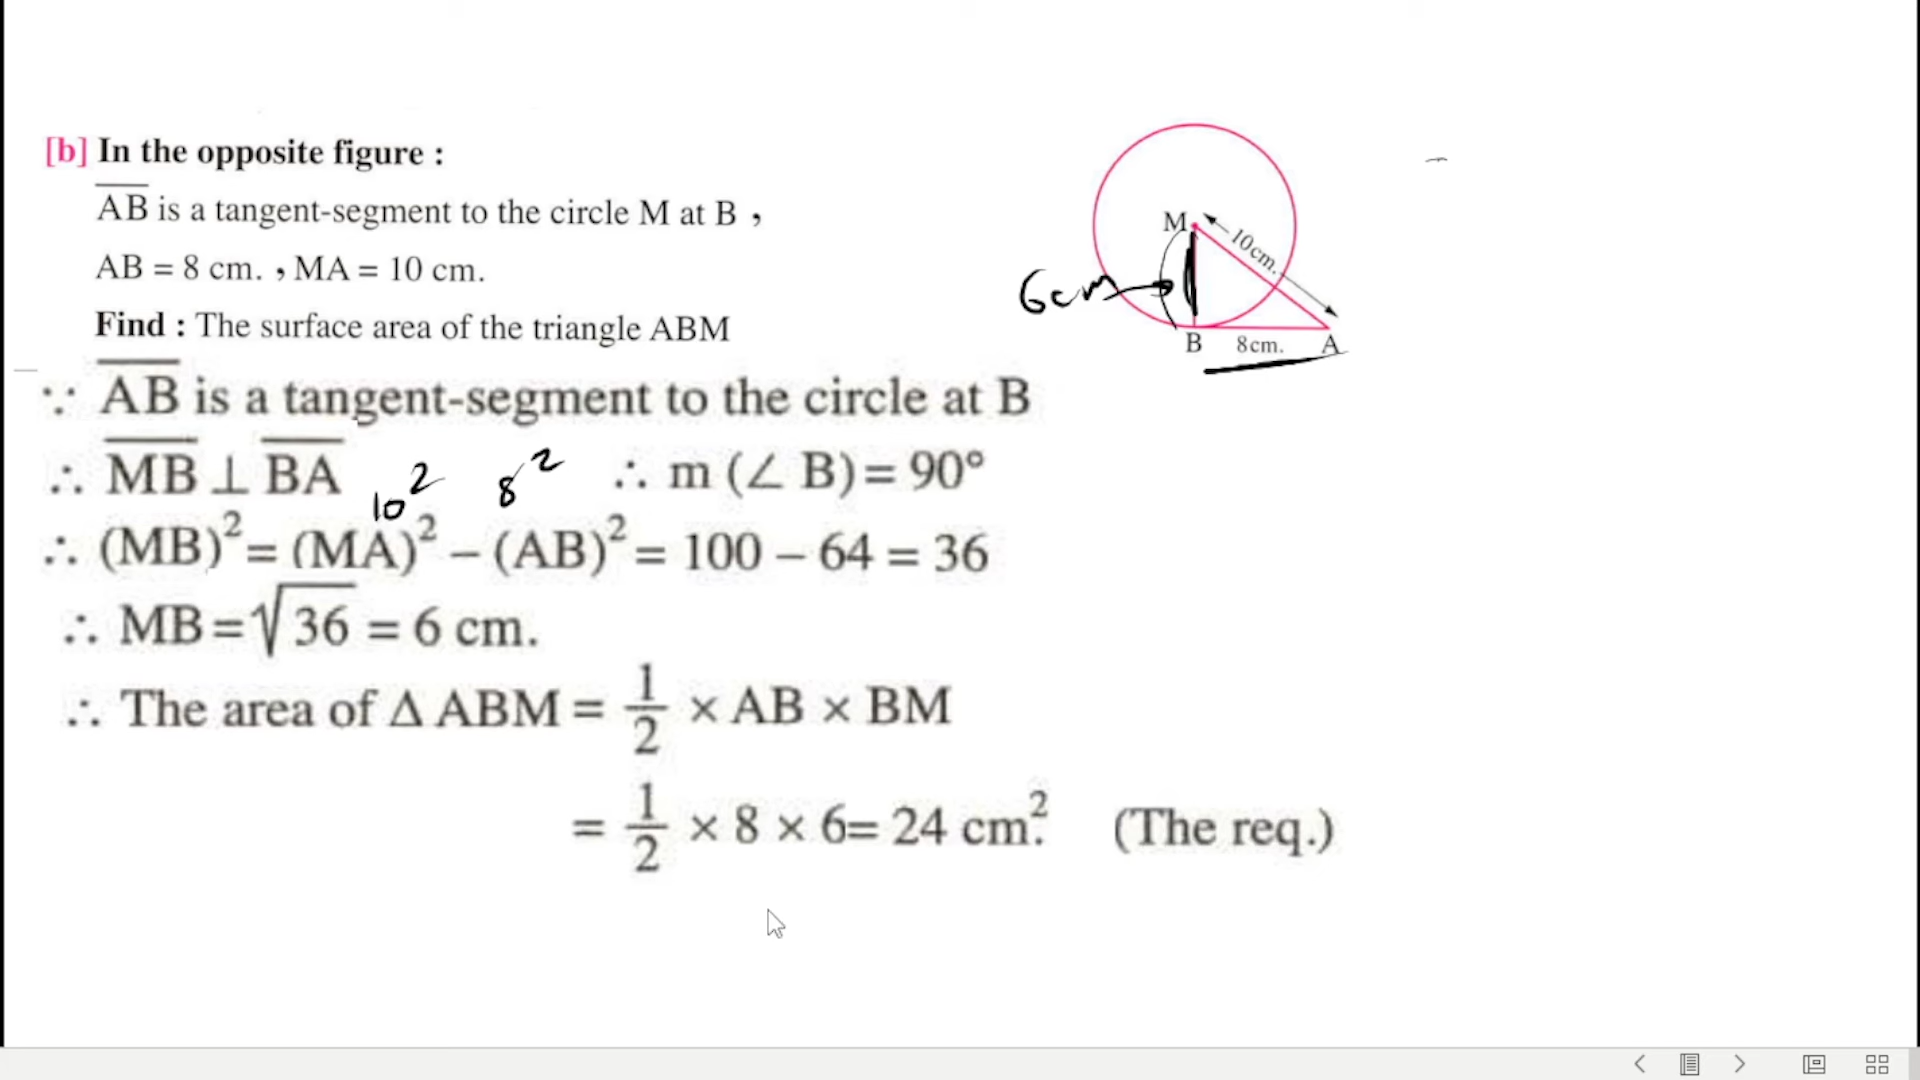 [b] In the opposite figure :
AB is a tangent-segment to the circle M at B ,
AB = 8 cm. , MA = 10 cm.
Find : The surface area of the triangle ABM
M
10cm.
6cm
B 8cm. A
∵ AB is a tangent-segment to the circle at B
∴ MB ⊥ BA ∴ m (∠ B) = 90°
10² 8²
∴ (MB)² = (MA)² – (AB)² = 100 – 64 = 36
∴ MB = √36 = 6 cm.
∴ The area of Δ ABM = 1/2 × AB × BM
= 1/2 × 8 × 6= 24 cm.² (The req.)